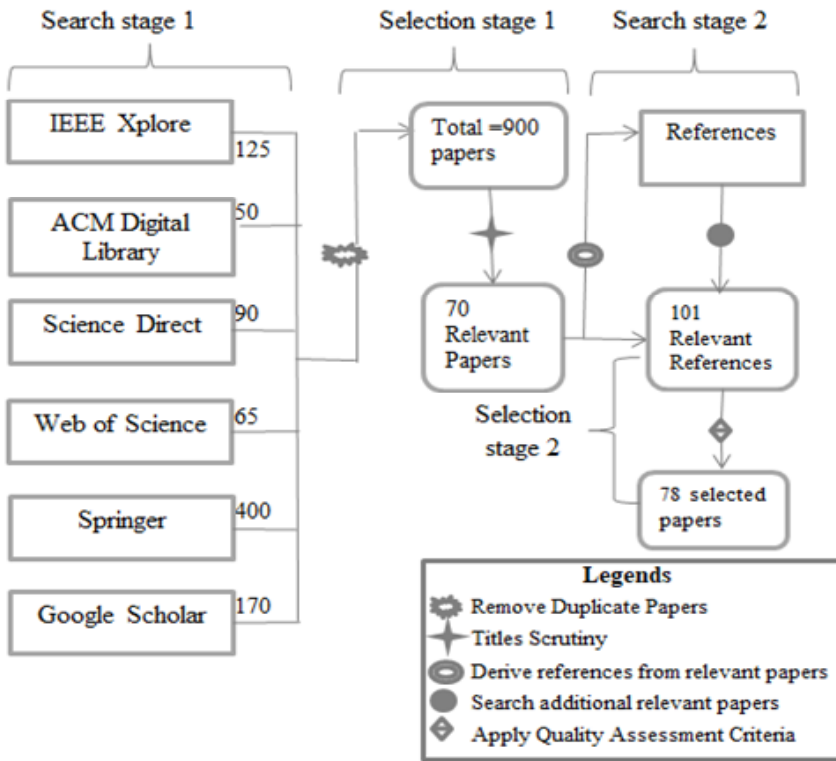 Search stage 1
Selection stage 1
Search stage 2
IEEE Xplore
125
ACM Digital
Library
50
Science Direct
90
Web of Science
65
Springer
400
Google Scholar
170
Total =900
papers
70
Relevant
Papers
References
101
Relevant
References
Selection
stage 2
78 selected
papers
Legends
Remove Duplicate Papers
Titles Scrutiny
Derive references from relevant papers
Search additional relevant papers
Apply Quality Assessment Criteria